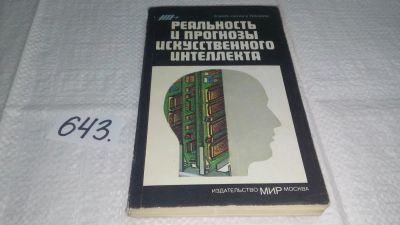 РЕАЛЬНОСТЬ
И ПРОГНОЗЫ
ИСКУССТВЕННОГО
ИНТЕЛЛЕКТА
643.
ИЗДАТЕЛЬСТВО МИР МОСКВА